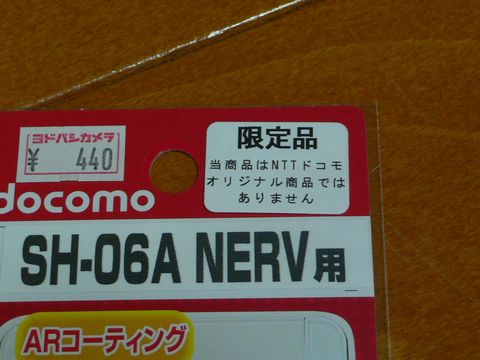 ヨドバシカメラ
¥ 440
限定品
当商品はNTTドコモ
オリジナル商品では
ありません
docomo
SH-06A NERV用
ARコーティング